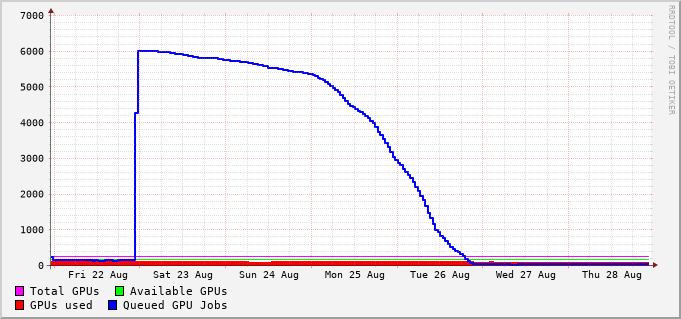 7000
6000
5000
4000
3000
2000
1000
0
Fri 22 Aug Sat 23 Aug Sun 24 Aug Mon 25 Aug Tue 26 Aug Wed 27 Aug Thu 28 Aug
Total GPUs Available GPUs
GPUs used Queued GPU Jobs
RRDTOOL / TOBI OETIKER